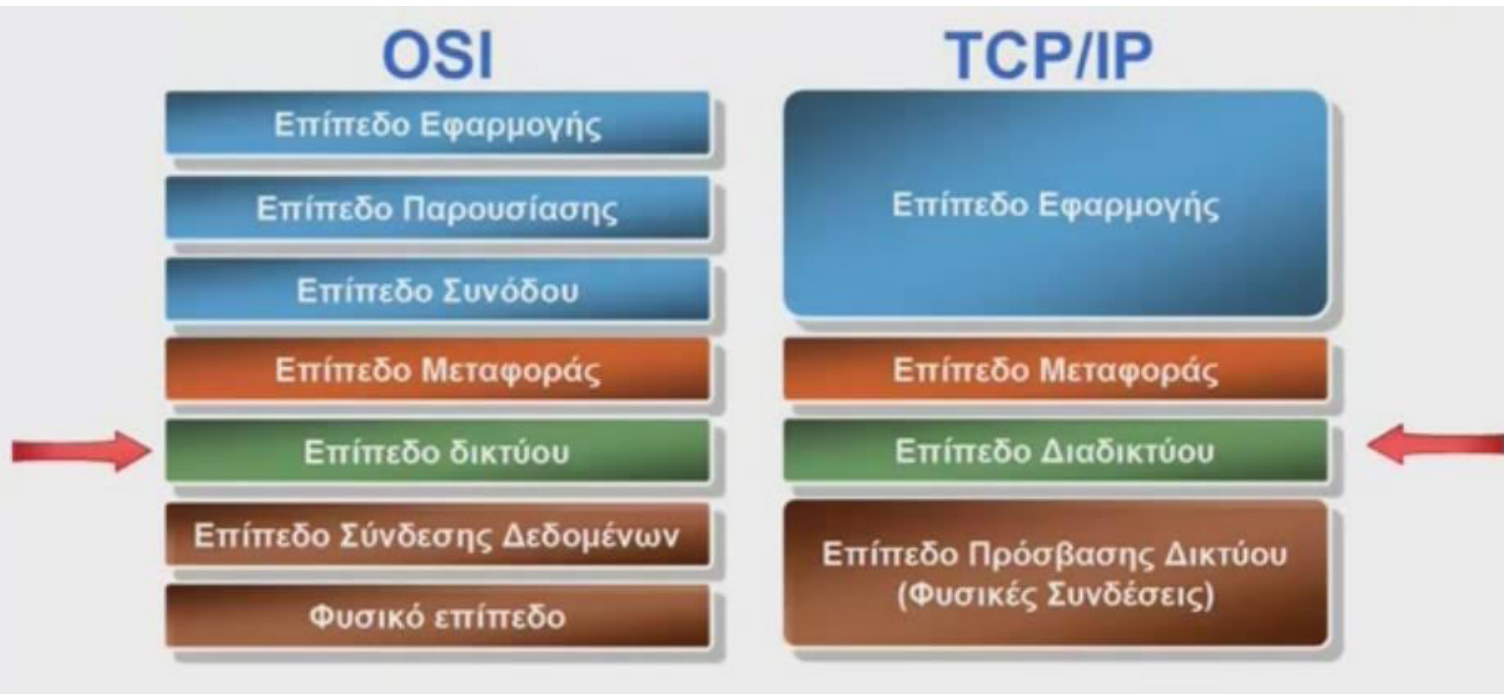 OSI
Επίπεδο Εφαρμογής
Επίπεδο Παρουσίασης
Επίπεδο Συνόδου
Επίπεδο Μεταφοράς
Επίπεδο δικτύου
Επίπεδο Σύνδεσης Δεδομένων
Φυσικό επίπεδο
TCP/IP
Επίπεδο Εφαρμογής
Επίπεδο Μεταφοράς
Επίπεδο Διαδικτύου
Επίπεδο Πρόσβασης Δικτύου
(Φυσικές Συνδέσεις)